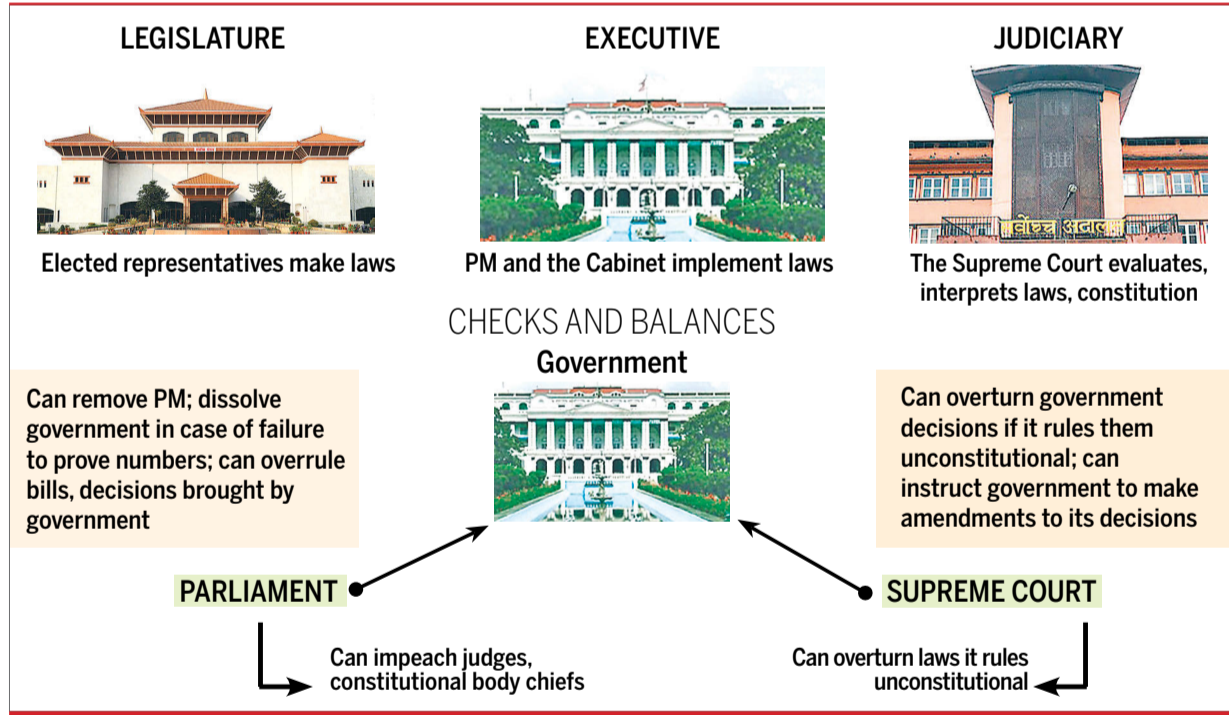 LEGISLATURE
EXECUTIVE
JUDICIARY
सर्वोच्च अदालत
Elected representatives make laws
PM and the Cabinet implement laws
The Supreme Court evaluates,
interprets laws, constitution
CHECKS AND BALANCES
Government
Can remove PM; dissolve
government in case of failure
to prove numbers; can overrule
bills, decisions brought by
government
Can overturn government
decisions if it rules them
unconstitutional; can
instruct government to make
amendments to its decisions
PARLIAMENT
SUPREME COURT
Can impeach judges,
constitutional body chiefs
Can overturn laws it rules
unconstitutional